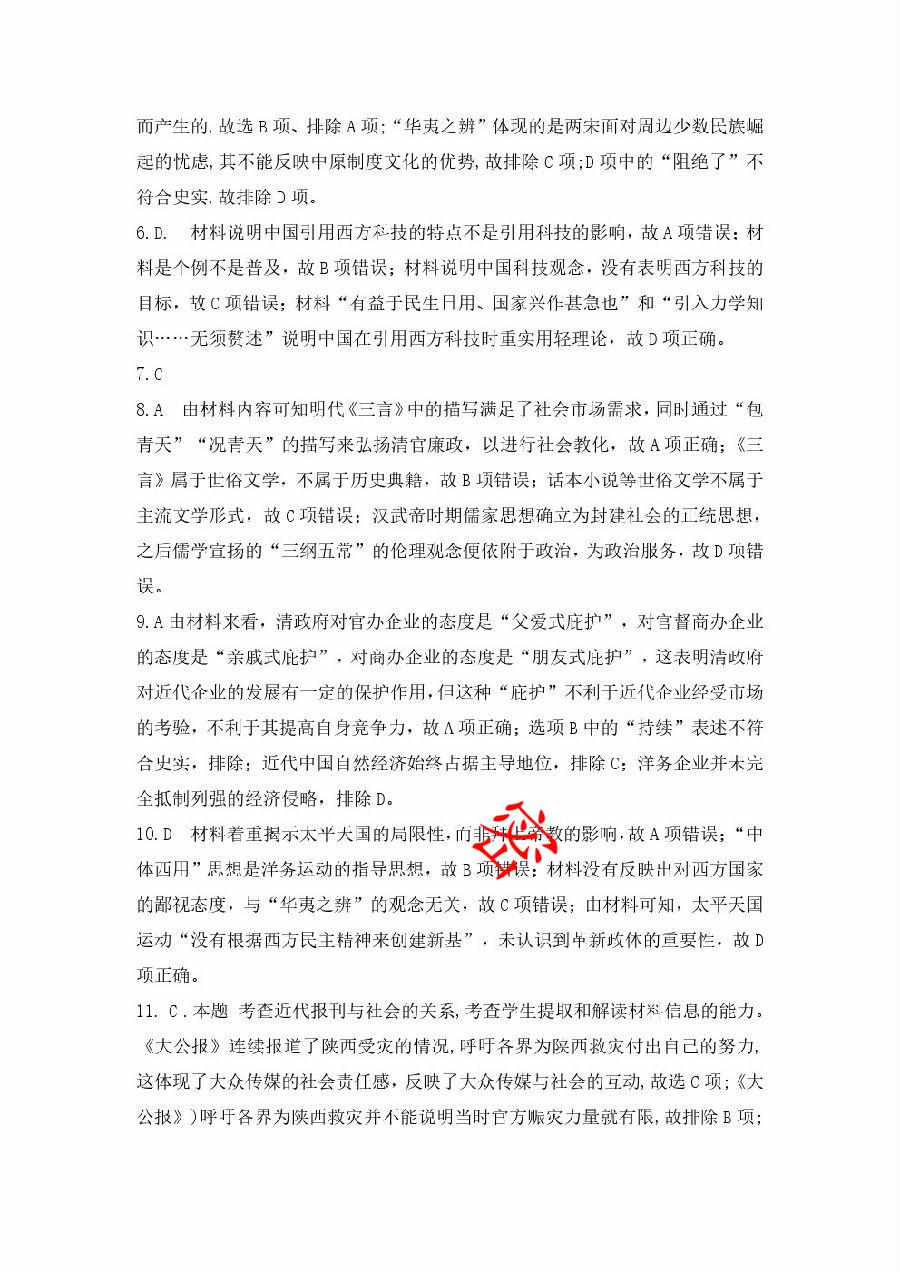 而产生的,故选B项、排除A项;“华夷之辨”体现的是两宋面对周边少数民族崛
起的忧虑,其不能反映中原制度文化的优势,故排除C项;D项中的“阻绝了”不
符合史实,故排除D项。
6.D. 材料说明中国引用西方科技的特点不是引用科技的影响，故A项错误；材
料是个例不是普及，故B项错误；材料说明中国科技观念，没有表明西方科技的
目标，故C项错误；材料“有益于民生日用、国家兴作甚急也”和“引入力学知
识……无须赘述”说明中国在引用西方科技时重实用轻理论，故D项正确。
7.C
8.A 由材料内容可知明代《三言》中的描写满足了社会市场需求，同时通过“包
青天”“况青天”的描写来弘扬清官廉政，以进行社会教化，故A项正确；《三
言》属于世俗文学，不属于历史典籍，故B项错误；话本小说等世俗文学不属于
主流文学形式，故C项错误；汉武帝时期儒家思想确立为封建社会的正统思想，
之后儒学宣扬的“三纲五常”的伦理观念便依附于政治，为政治服务，故D项错
误。
9.A由材料来看，清政府对官办企业的态度是“父爱式庇护”，对官督商办企业
的态度是“亲戚式庇护”，对商办企业的态度是“朋友式庇护”，这表明清政府
对近代企业的发展有一定的保护作用，但这种“庇护”不利于近代企业经受市场
的考验，不利于其提高自身竞争力，故A项正确；选项B中的“持续”表述不符
合史实，排除；近代中国自然经济始终占据主导地位，排除C；洋务企业并未完
全抵制列强的经济侵略，排除D。
10.D 材料着重揭示太平天国的局限性，而非拜上帝教的影响，故A项错误；“中
体西用”思想是洋务运动的指导思想，故B项错误；材料没有反映出对西方国家
的鄙视态度，与“华夷之辨”的观念无关，故C项错误；由材料可知，太平天国
运动“没有根据西方民主精神来创建新基”，未认识到革新政体的重要性，故D
项正确。
11. C.本题 考查近代报刊与社会的关系,考查学生提取和解读材料信息的能力。
《大公报》连续报道了陕西受灾的情况,呼吁各界为陕西救灾付出自己的努力,
这体现了大众传媒的社会责任感，反映了大众传媒与社会的互动,故选C项;《大
公报》)呼吁各界为陕西救灾并不能说明当时官方赈灾力量就有限,故排除B项;